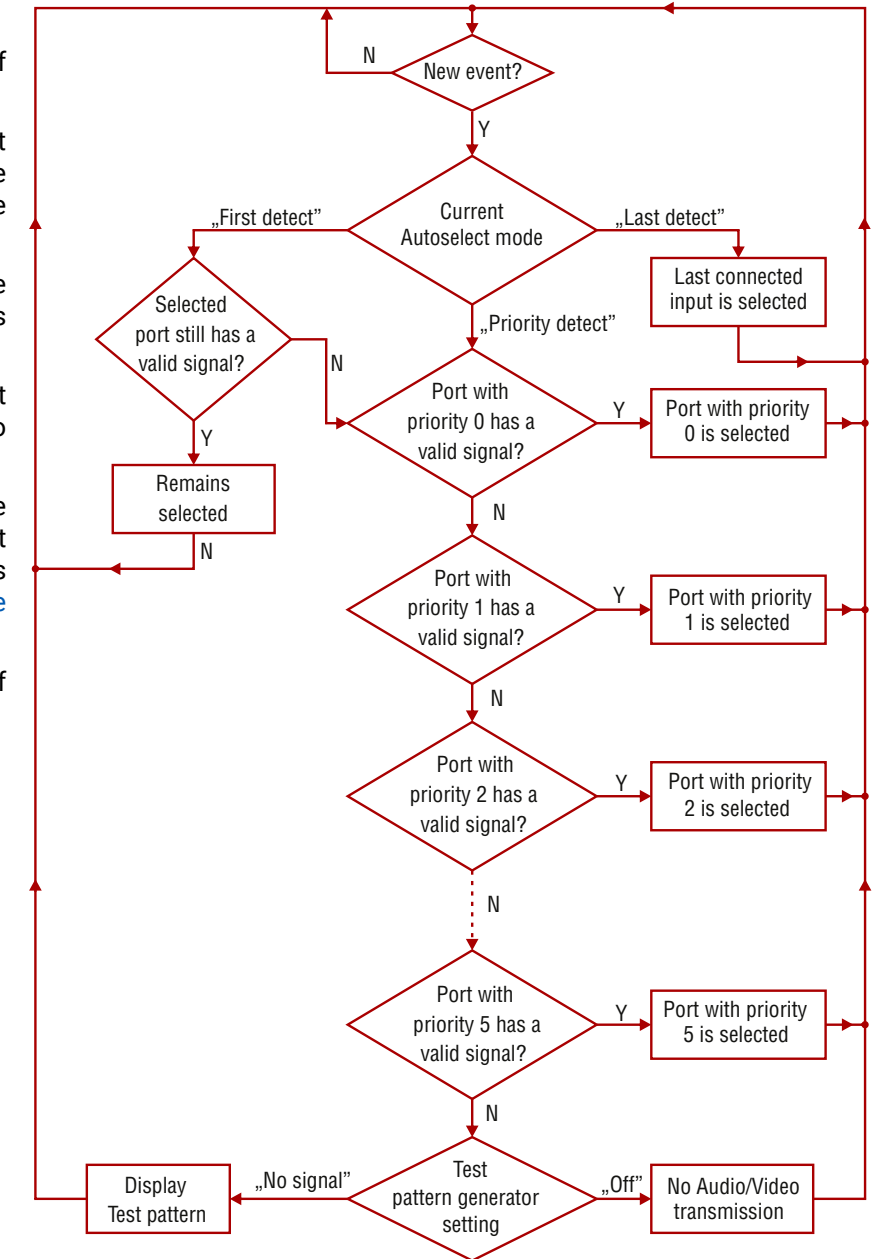 f
t
e
e
e
s
t
o
e
t
s
e
f
N
New event?
Y
„First detect”
Current
Autoselect mode
„Last detect”
Last connected
input is selected
Selected
port still has a
valid signal?
„Priority detect”
N
Y
Remains
selected
N
Port with
priority 0 has a
valid signal?
Y
Port with priority
0 is selected
N
Port with
priority 1 has a
valid signal?
Y
Port with priority
1 is selected
N
Port with
priority 2 has a
valid signal?
Y
Port with priority
2 is selected
N
Port with
priority 5 has a
valid signal?
Y
Port with priority
5 is selected
N
Test
pattern generator
setting
„No signal”
Display
Test pattern
„Off”
No Audio/Video
transmission